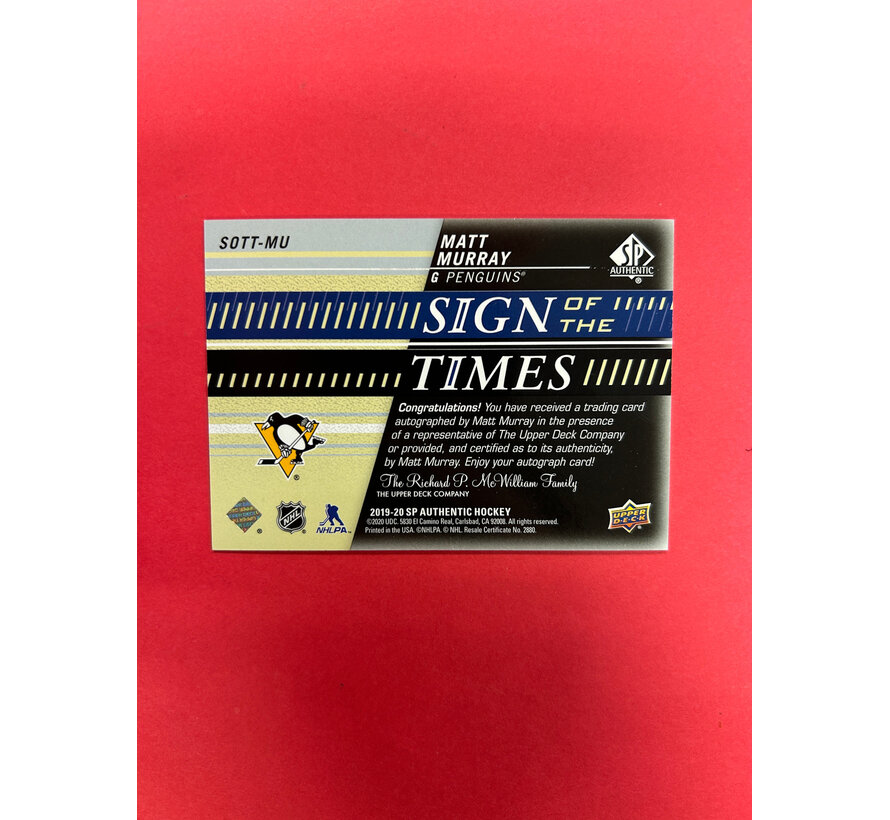 SOTT-MU
MATT
MURRAY
G PENGUINS®
SP
AUTHENTIC
®
SIGN OF THE
TIMES
Congratulations! You have received a trading card
autographed by Matt Murray in the presence
of a representative of The Upper Deck Company
or provided, and certified as to its authenticity,
by Matt Murray. Enjoy your autograph card!
The Richard P. McWilliam Family
THE UPPER DECK COMPANY
2019-20 SP AUTHENTIC HOCKEY
©2020 UDC. 5830 El Camino Real, Carlsbad, CA 92008. All rights reserved.
Printed in the USA. ©NHLPA. © NHL. Resale Certificate No. 2880.
®
NHL
®
NHLPA™
UPPER
DECK